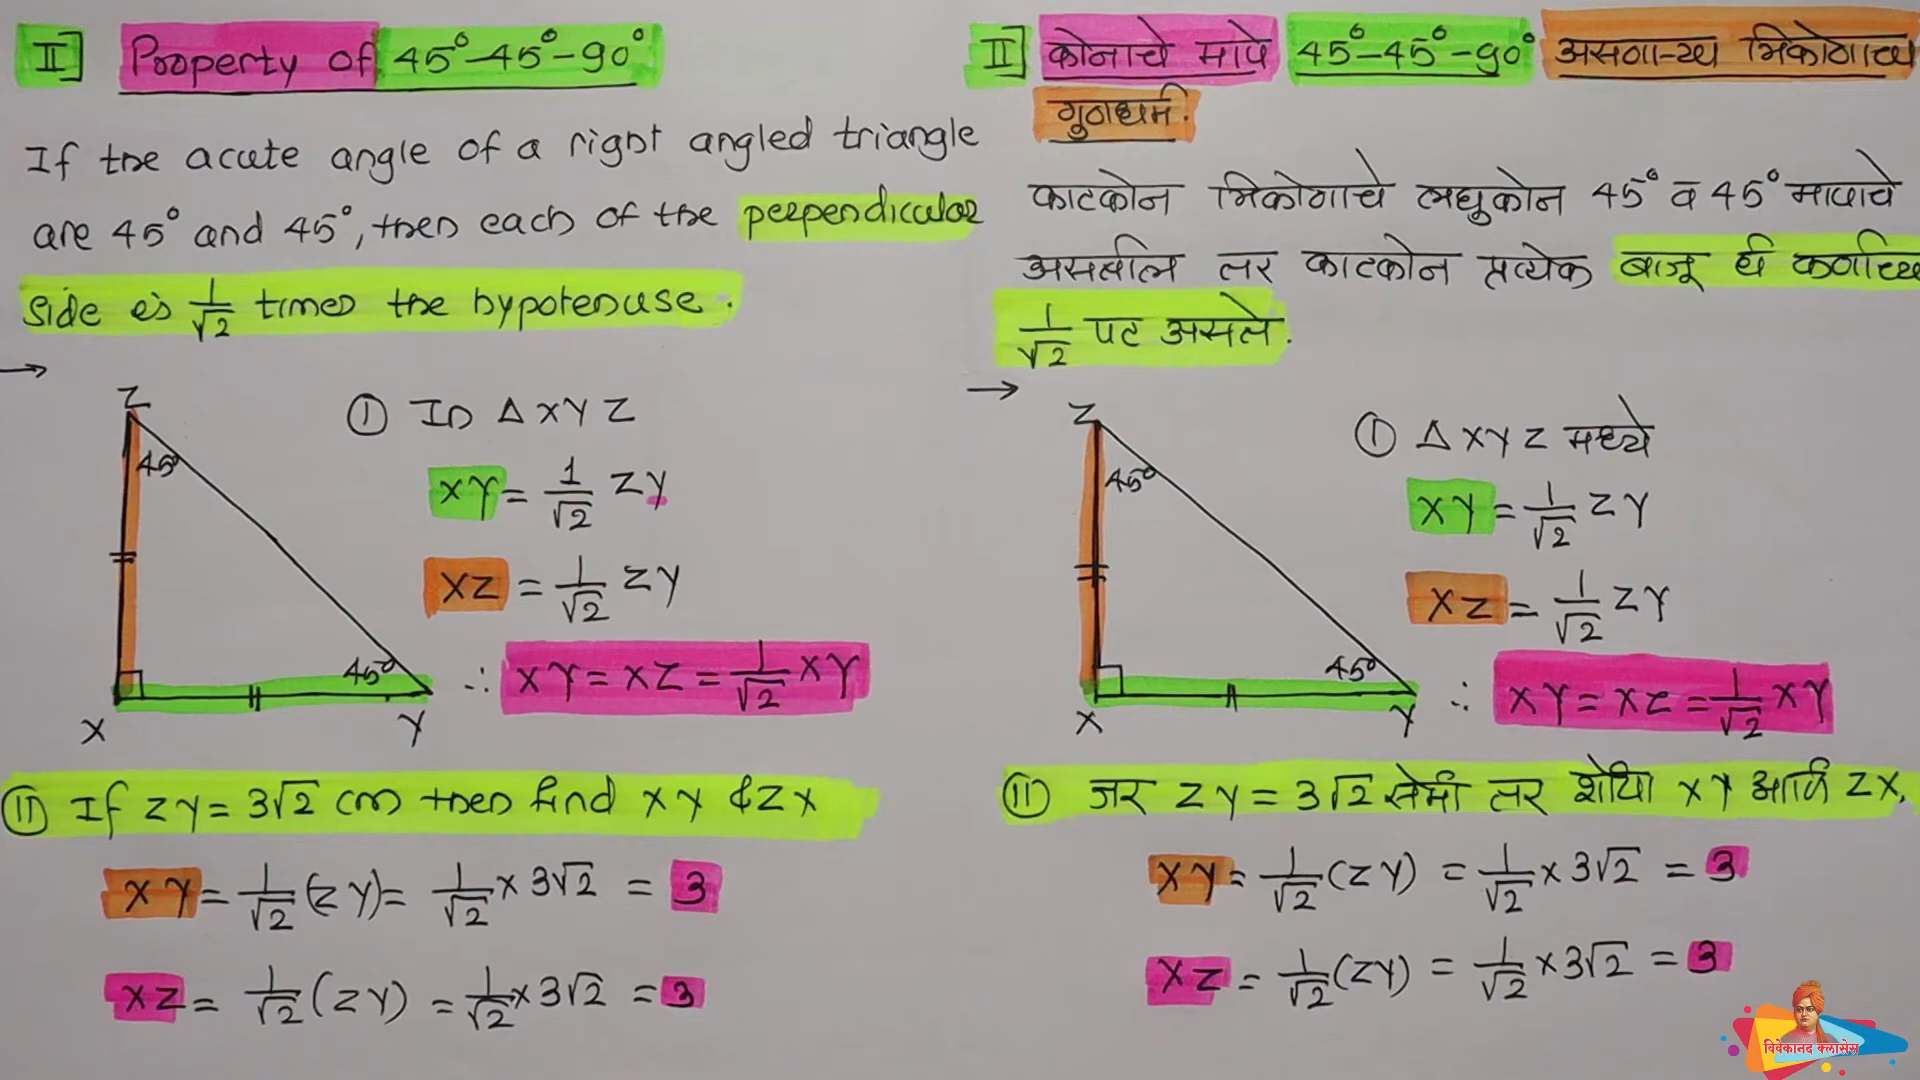 II] Property of 45°-45°-90°
If the acute angle of a right angled triangle
are 45° and 45°, then each of the perpendicular
side is 1/√2 times the hypotenuse.
→
Z
45°
45°
X
Y
① In Δ XYZ
XY = 1/√2 ZY
XZ = 1/√2 ZY
∴ XY = XZ = 1/√2 XY
Ⅱ If ZY = 3√2 cm then find XY & ZX
XY = 1/√2 (ZY) = 1/√2 × 3√2 = 3
XZ = 1/√2 (ZY) = 1/√2 × 3√2 = 3
II] कोनाचे मापे 45°-45°-90° असणाऱ्या त्रिकोणाचा
गुणधर्म.
काटकोन त्रिकोणाचे लघुकोन 45° व 45° मापाचे
असतील तर काटकोन प्रत्येक बाजू ही कर्णाच्या
1/√2 पट असते.
→
Z
45°
45°
X
Y
① Δ XYZ मध्ये
XY = 1/√2 ZY
XZ = 1/√2 ZY
∴ XY = XZ = 1/√2 XY
Ⅱ जर ZY = 3√2 सेमी तर शोधा XY आणि ZX.
XY = 1/√2 (ZY) = 1/√2 × 3√2 = 3
XZ = 1/√2 (ZY) = 1/√2 × 3√2 = 3
विवेकानंद क्लासेस